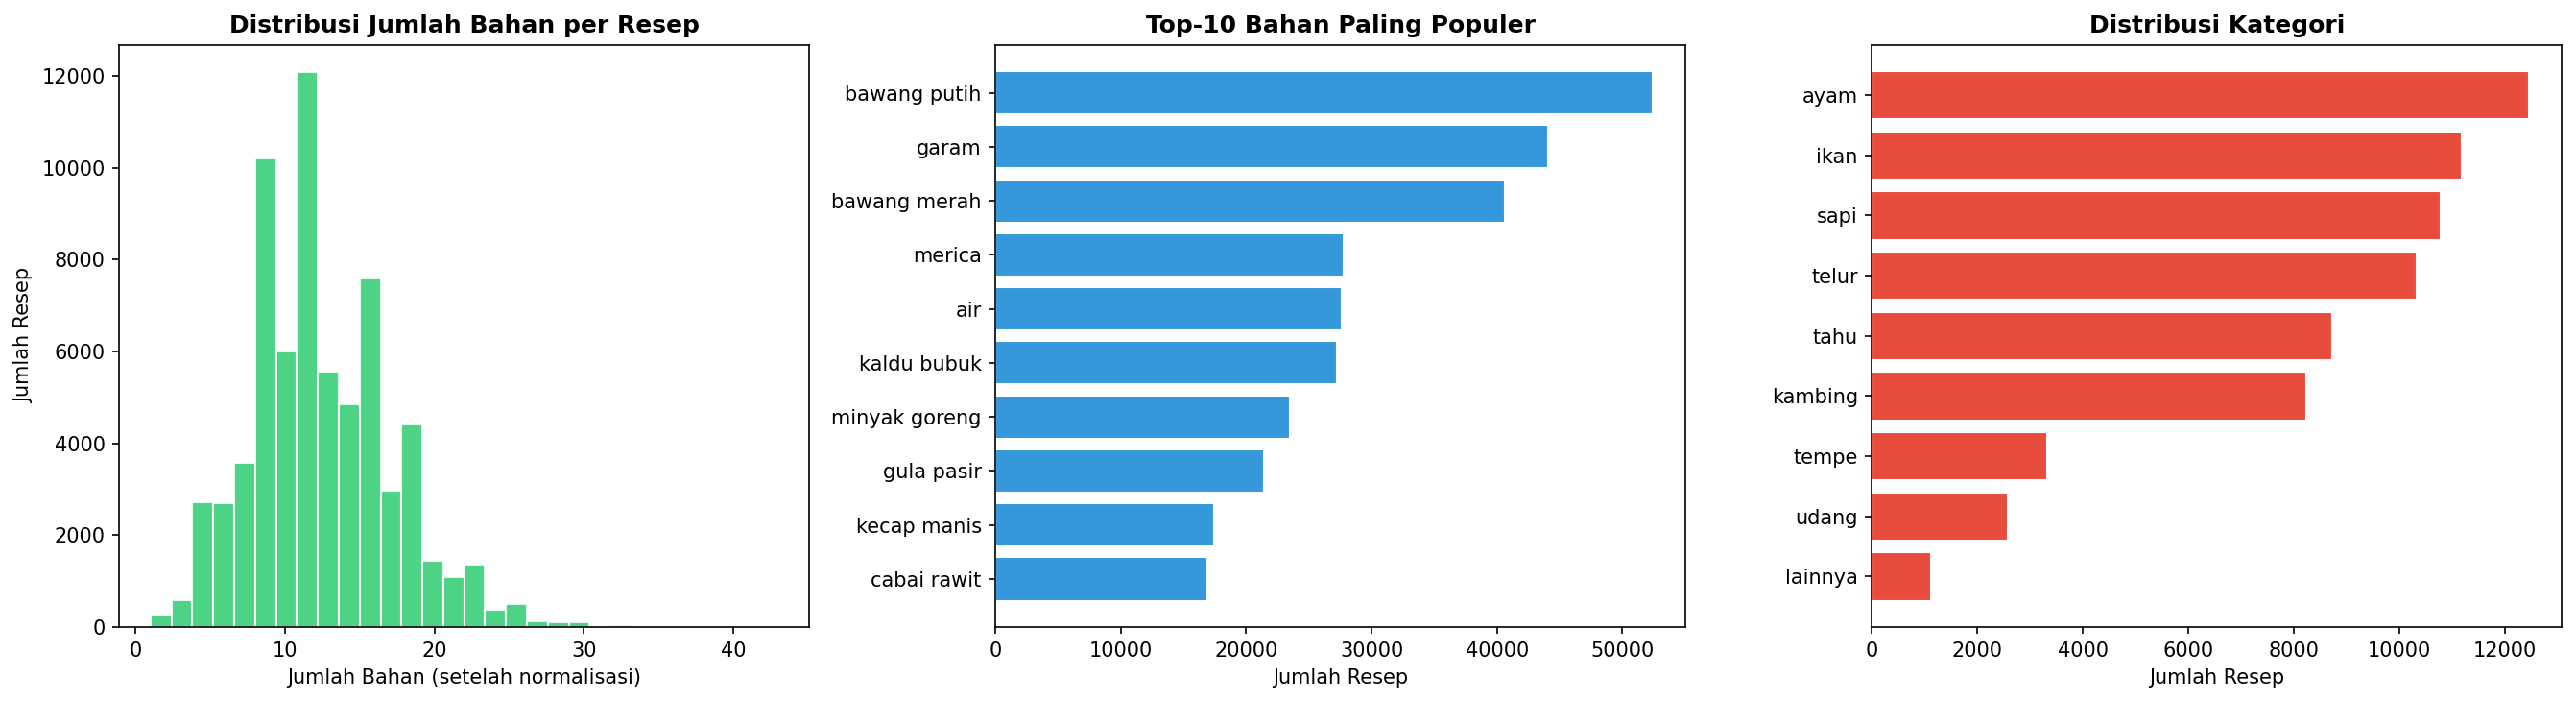 Distribusi Jumlah Bahan per Resep
Jumlah Resep
12000
10000
8000
6000
4000
2000
0
0 10 20 30 40
Jumlah Bahan (setelah normalisasi)
Top-10 Bahan Paling Populer
bawang putih
garam
bawang merah
merica
air
kaldu bubuk
minyak goreng
gula pasir
kecap manis
cabai rawit
0 10000 20000 30000 40000 50000
Jumlah Resep
Distribusi Kategori
ayam
ikan
sapi
telur
tahu
kambing
tempe
udang
lainnya
0 2000 4000 6000 8000 10000 12000
Jumlah Resep